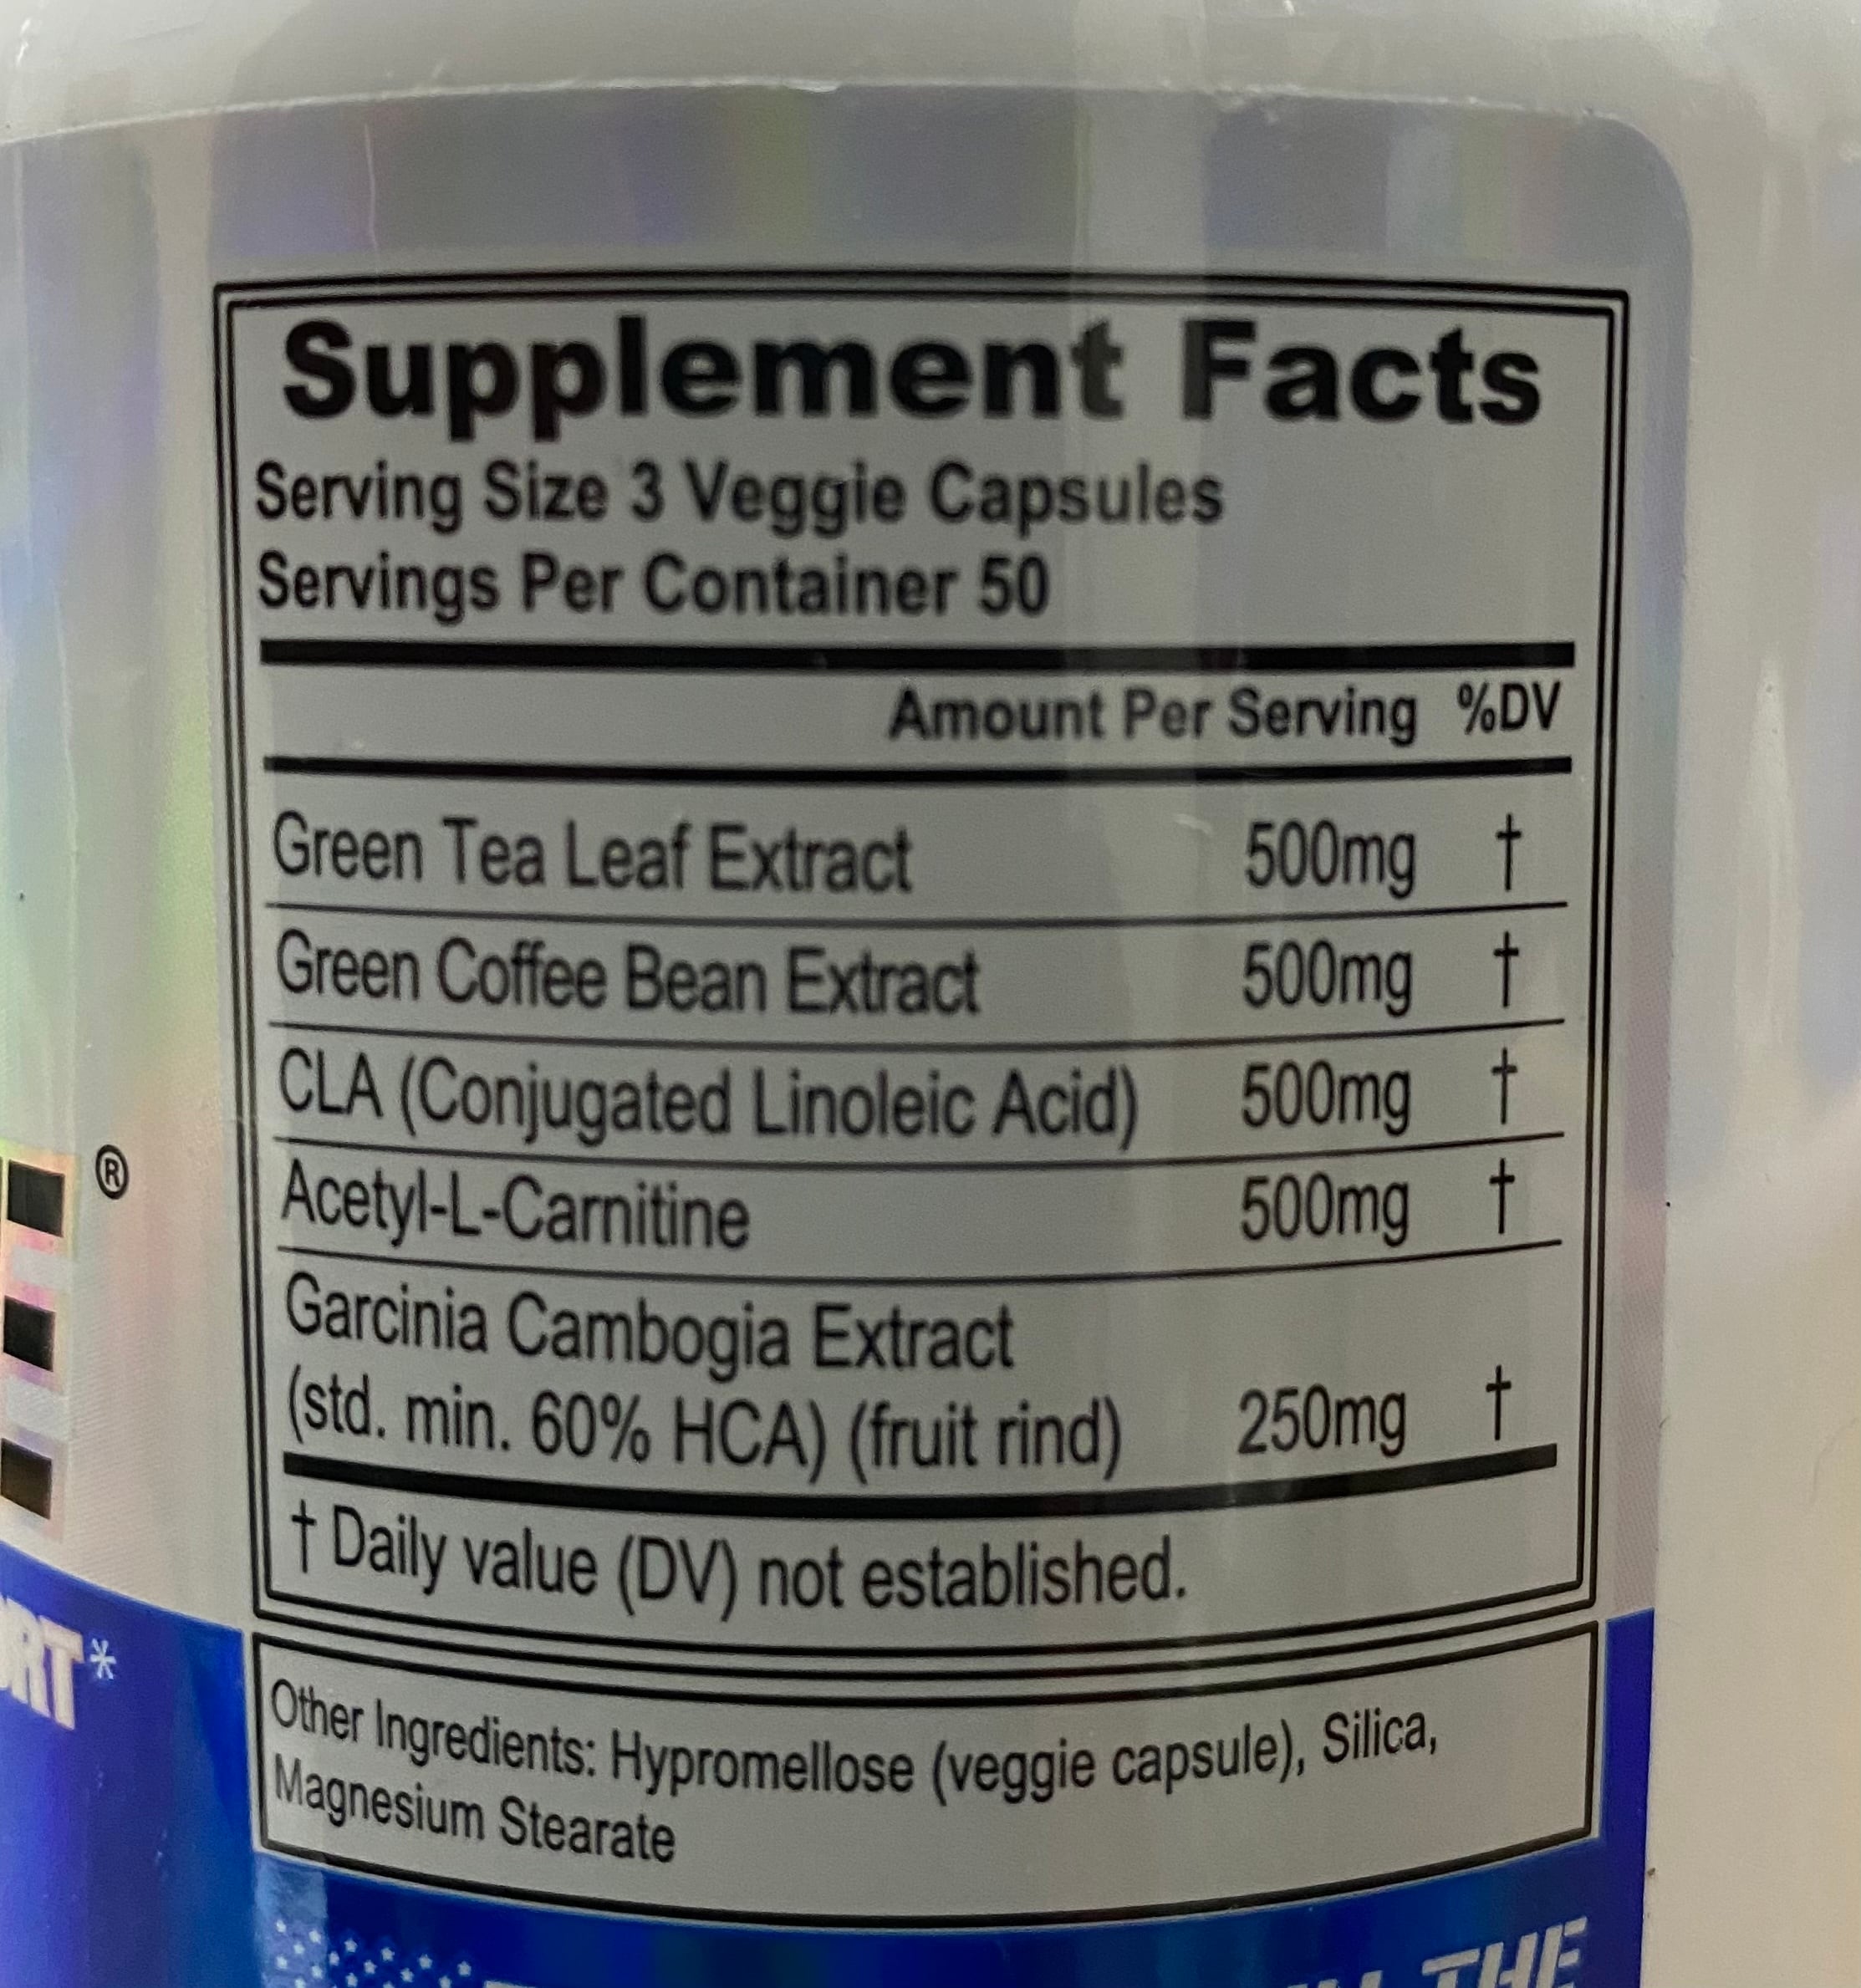 Supplement Facts
Serving Size 3 Veggie Capsules
Servings Per Container 50
Amount Per Serving %DV
Green Tea Leaf Extract 500mg †
Green Coffee Bean Extract 500mg †
CLA (Conjugated Linoleic Acid) 500mg †
Acetyl-L-Carnitine 500mg †
Garcinia Cambogia Extract
(std. min. 60% HCA) (fruit rind) 250mg †
† Daily value (DV) not established.
Other Ingredients: Hypromellose (veggie capsule), Silica,
Magnesium Stearate
®
THE